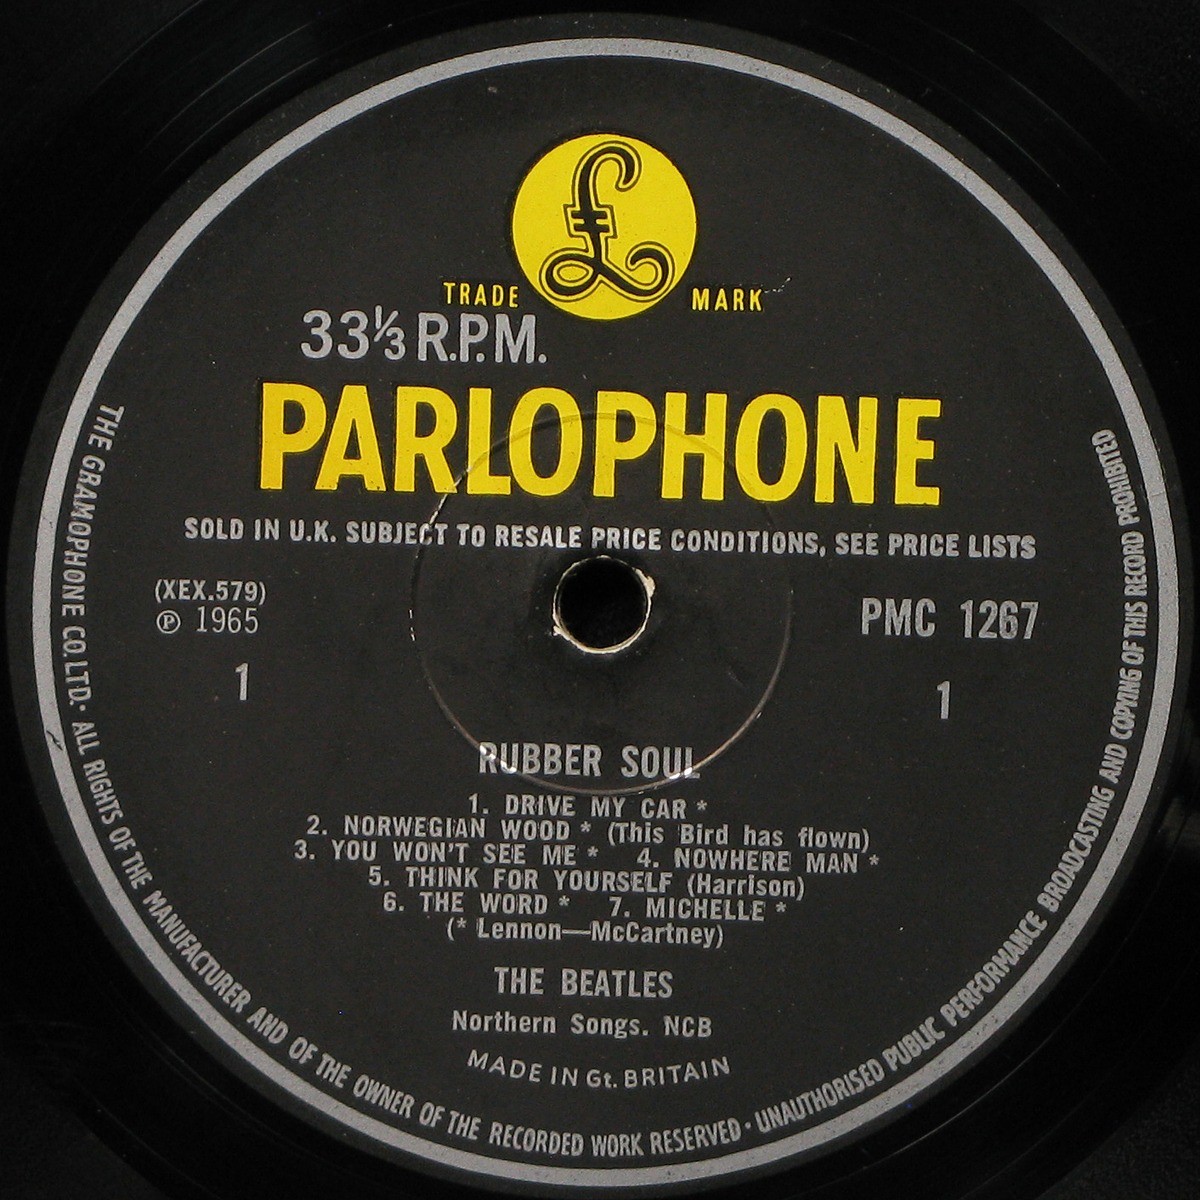 £
TRADE MARK
33⅓ R.P.M.
PARLOPHONE
SOLD IN U.K. SUBJECT TO RESALE PRICE CONDITIONS, SEE PRICE LISTS
(XEX.579)
℗ 1965
PMC 1267
1
1
RUBBER SOUL
1. DRIVE MY CAR *
2. NORWEGIAN WOOD * (This Bird has flown)
3. YOU WON'T SEE ME * 4. NOWHERE MAN *
5. THINK FOR YOURSELF (Harrison)
6. THE WORD * 7. MICHELLE *
(* Lennon—McCartney)
THE BEATLES
Northern Songs. NCB
MADE IN Gt. BRITAIN
THE GRAMOPHONE CO. LTD. · ALL RIGHTS OF THE MANUFACTURER AND OF THE OWNER OF THE RECORDED WORK RESERVED · UNAUTHORISED PUBLIC PERFORMANCE BROADCASTING AND COPYING OF THIS RECORD PROHIBITED